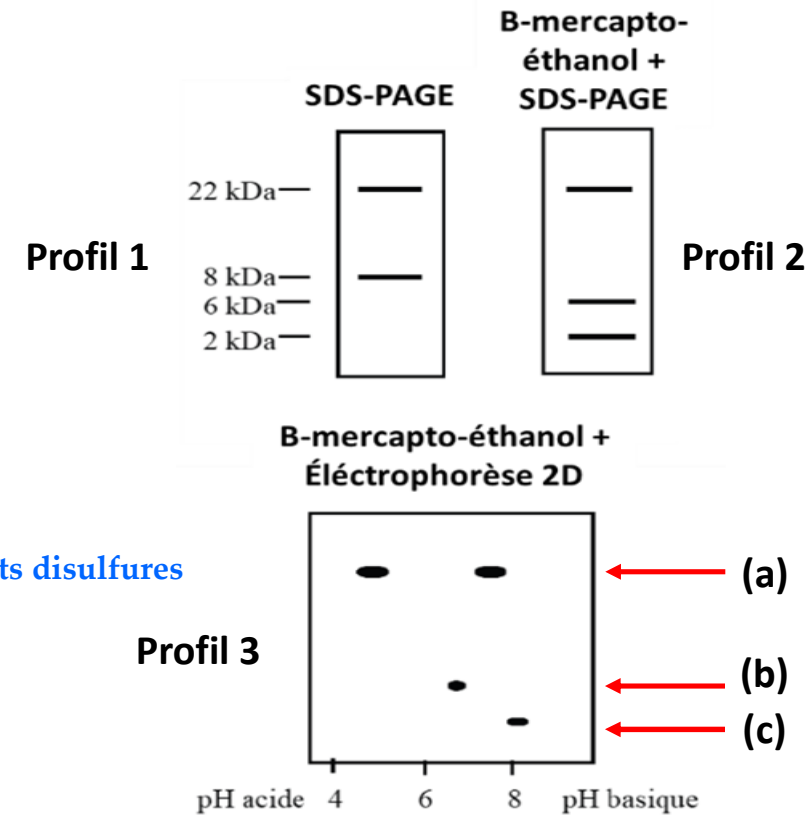 B-mercapto-
éthanol +
SDS-PAGE
SDS-PAGE
22 kDa
8 kDa
6 kDa
2 kDa
Profil 1
Profil 2
B-mercapto-éthanol +
Éléctrophorèse 2D
ts disulfures
Profil 3
(a)
(b)
(c)
pH acide 4 6 8 pH basique